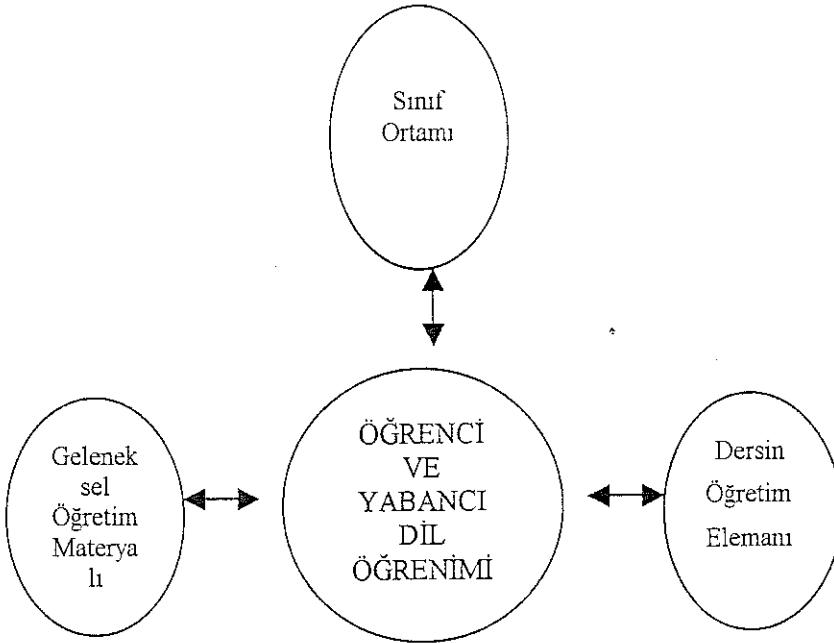 Sınıf
Ortamı
Gelenek
sel
Öğretim
Materya
lı
ÖĞRENCİ
VE
YABANCI
DİL
ÖĞRENİMİ
Dersin
Öğretim
Elemanı